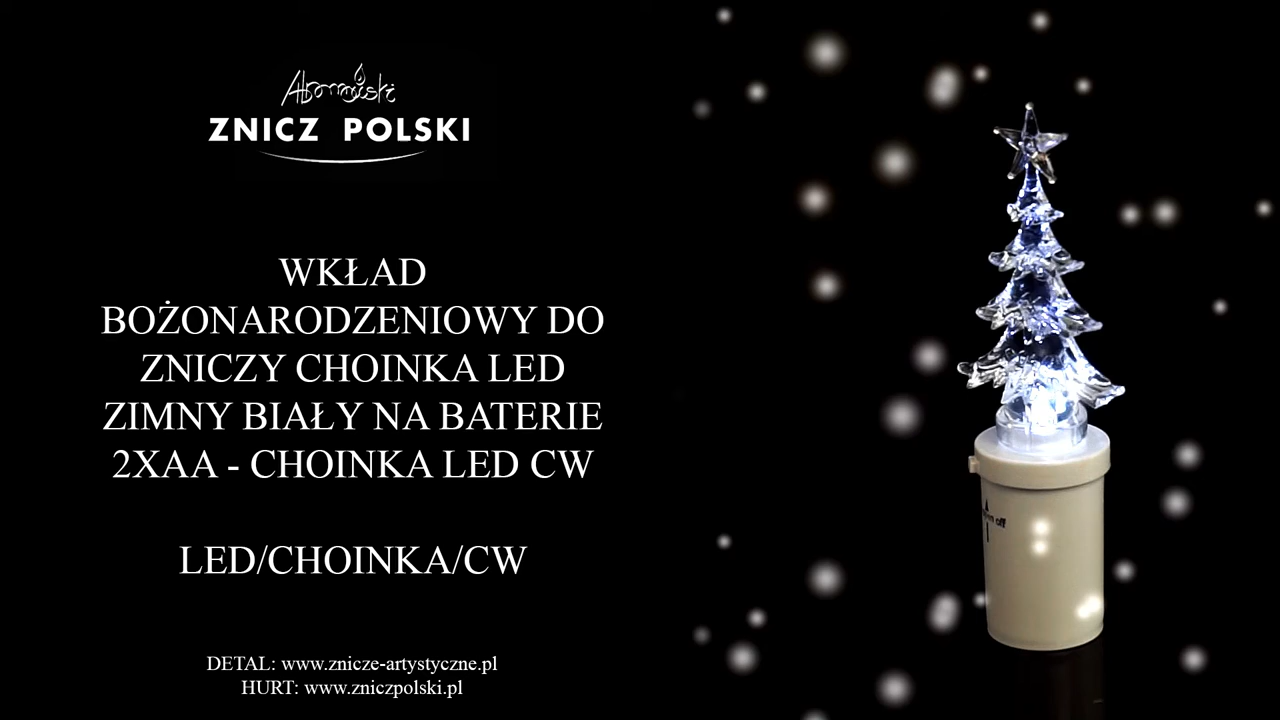 ZNICZ POLSKI
WKŁAD
BOŻONARODZENIOWY DO
ZNICZY CHOINKA LED
ZIMNY BIAŁY NA BATERIE
2XAA - CHOINKA LED CW
LED/CHOINKA/CW
DETAL: www.znicze-artystyczne.pl
HURT: www.zniczpolski.pl
off